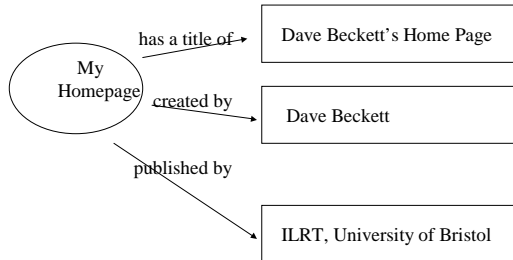 has a title of
Dave Beckett's Home Page
My
Homepage
created by
Dave Beckett
published by
ILRT, University of Bristol